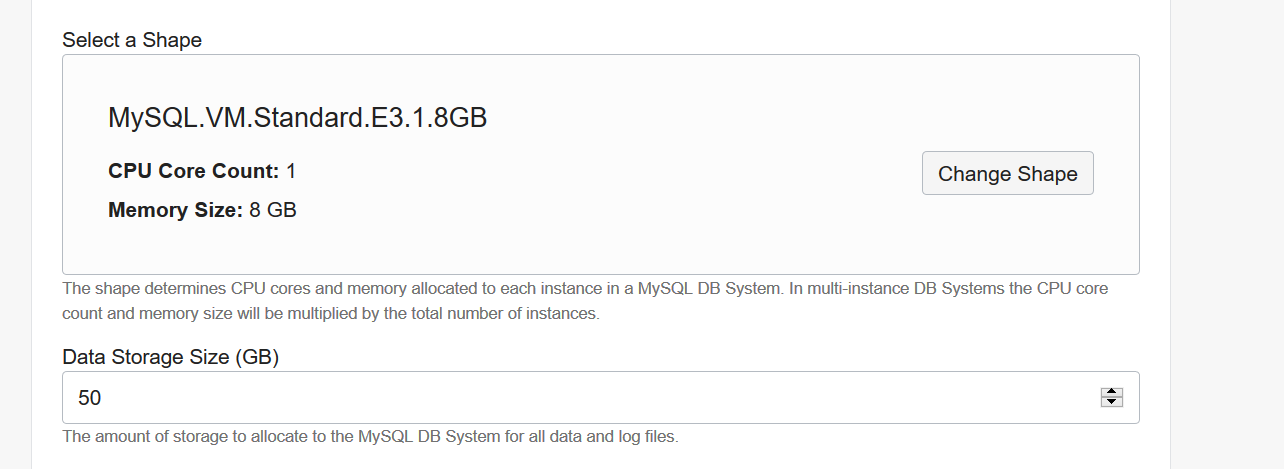 Select a Shape
MySQL.VM.Standard.E3.1.8GB
CPU Core Count: 1
Change Shape
Memory Size: 8 GB
The shape determines CPU cores and memory allocated to each instance in a MySQL DB System. In multi-instance DB Systems the CPU core
count and memory size will be multiplied by the total number of instances.
Data Storage Size (GB)
50
The amount of storage to allocate to the MySQL DB System for all data and log files.